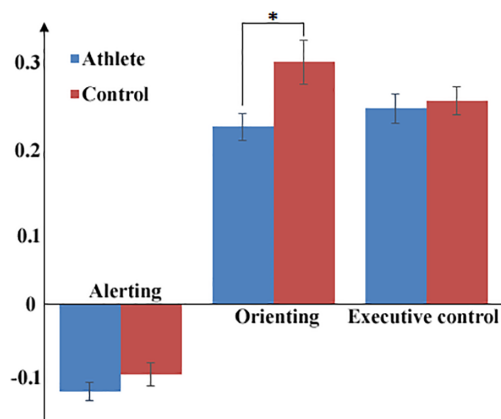 *
0.3
Athlete
Control
0.2
0.1
0
Alerting
Orienting
Executive control
-0.1